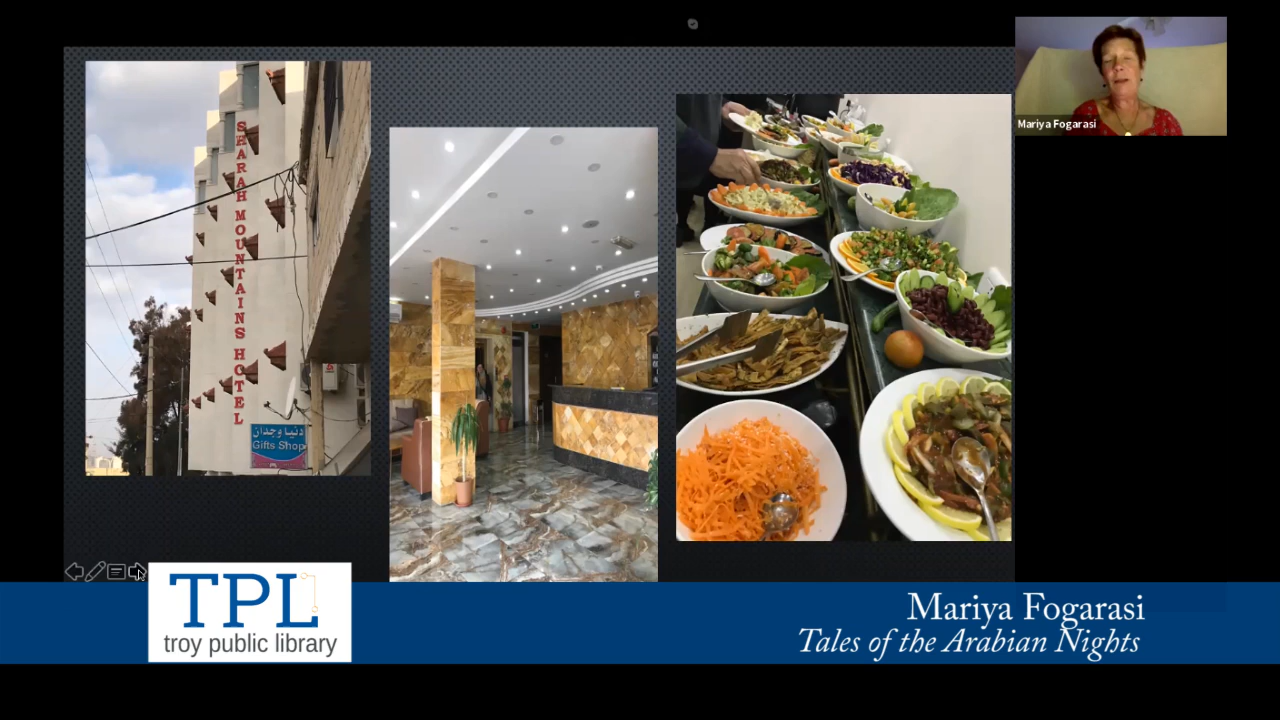 SHARAH MOUNTAINS HOTEL
دنيا وجدان
Gifts Shop
Mariya Fogarasi
TPL
troy public library
Mariya Fogarasi
Tales of the Arabian Nights